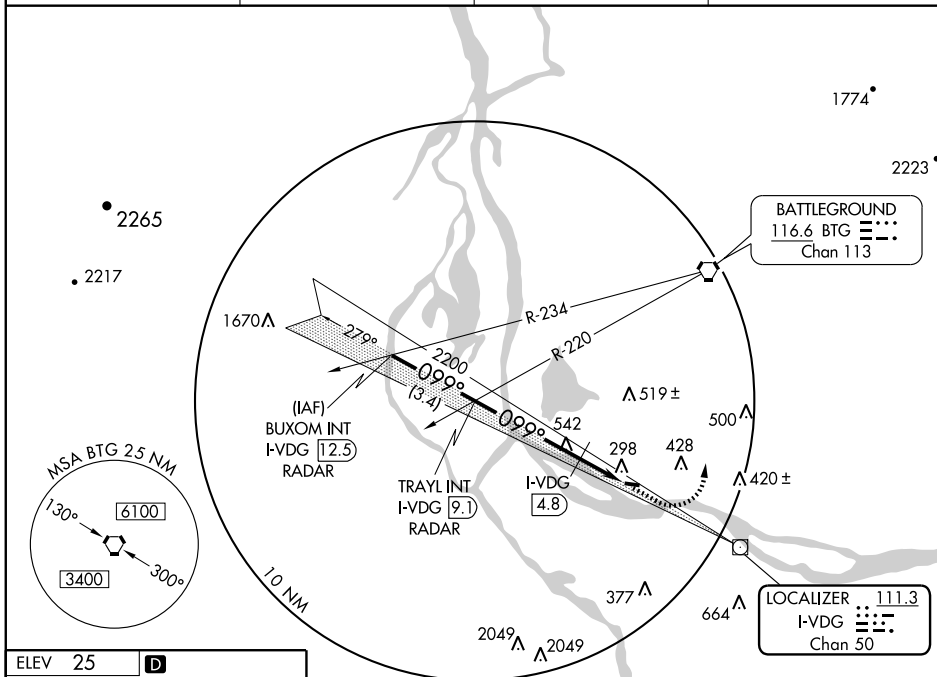 1774
2223
2265
2217
BATTLEGROUND
116.6 BTG
Chan 113
R-234
R-220
1670
279°
2200
099°
(3.4)
099°
(IAF)
BUXOM INT
I-VDG 12.5
RADAR
TRAYL INT
I-VDG 9.1
RADAR
I-VDG
4.8
542
519 ±
500
298
428
420 ±
MSA BTG 25 NM
130°
6100
3400
300°
10 NM
377
664
2049
2049
LOCALIZER 111.3
I-VDG
Chan 50
ELEV 25 D